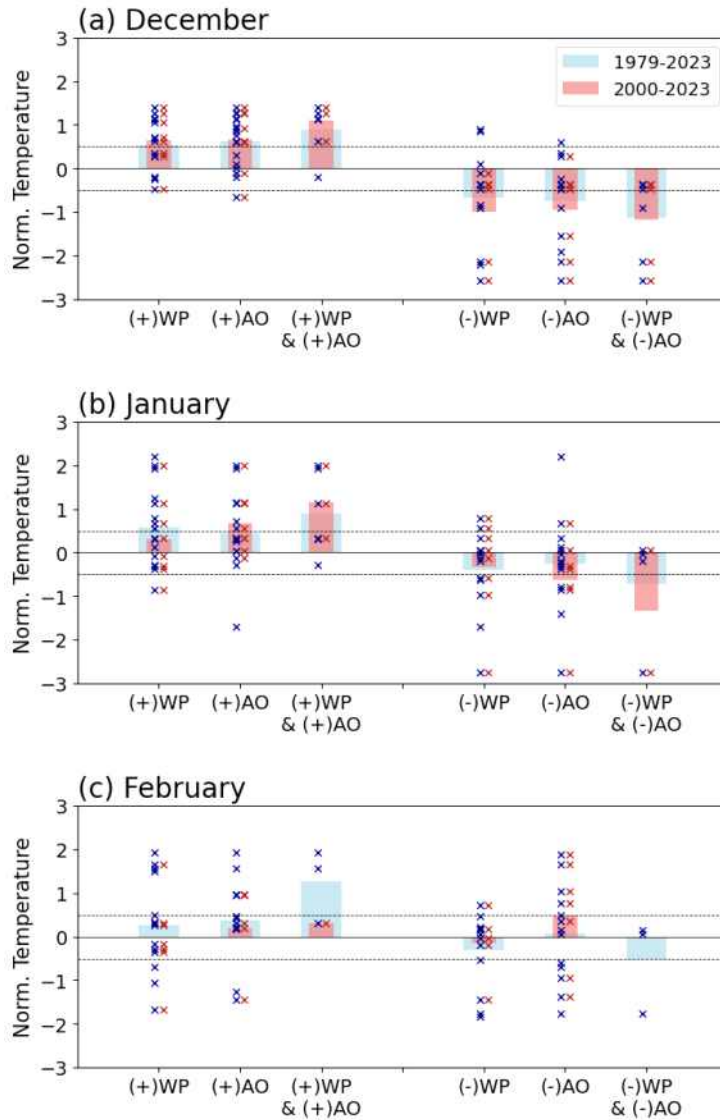 (a) December
3
2
1
0
−1
−2
−3
Norm. Temperature
1979-2023
2000-2023
(+)WP (+)AO (+)WP (-)WP (-)AO (-)WP
& (+)AO & (-)AO
(b) January
3
2
1
0
−1
−2
−3
Norm. Temperature
(+)WP (+)AO (+)WP (-)WP (-)AO (-)WP
& (+)AO & (-)AO
(c) February
3
2
1
0
−1
−2
−3
Norm. Temperature
(+)WP (+)AO (+)WP (-)WP (-)AO (-)WP
& (+)AO & (-)AO